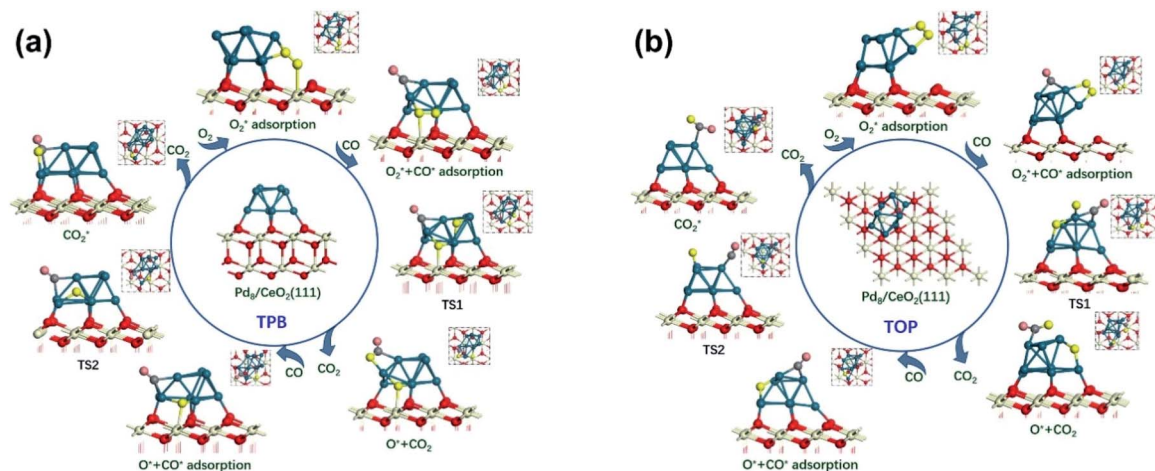 (a)
O₂* adsorption
O₂
CO
CO₂
O₂*+CO* adsorption
CO₂*
Pd₈/CeO₂(111)
TPB
TS1
TS2
CO
CO₂
O*+CO₂
O*+CO* adsorption
(b)
O₂* adsorption
O₂
CO
CO₂
O₂*+CO* adsorption
CO₂*
Pd₈/CeO₂(111)
TOP
TS1
TS2
CO
CO₂
O*+CO₂
O*+CO* adsorption